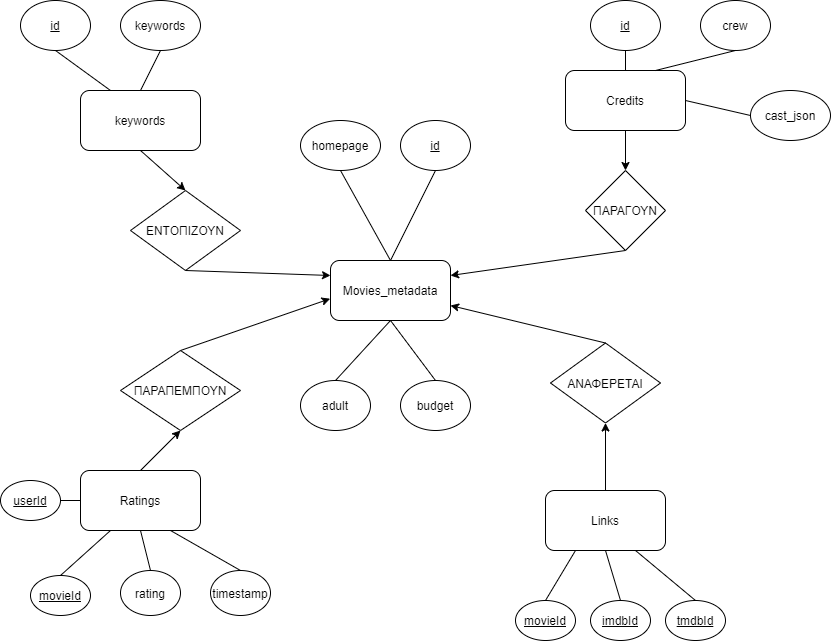 id
keywords
id
crew
keywords
Credits
cast_json
homepage
id
ΕΝΤΟΠΙΖΟΥΝ
ΠΑΡΑΓΟΥΝ
Movies_metadata
ΠΑΡΑΠΕΜΠΟΥΝ
ΑΝΑΦΕΡΕΤΑΙ
adult
budget
userId
Ratings
Links
movieId
rating
timestamp
movieId
imdbId
tmdbId